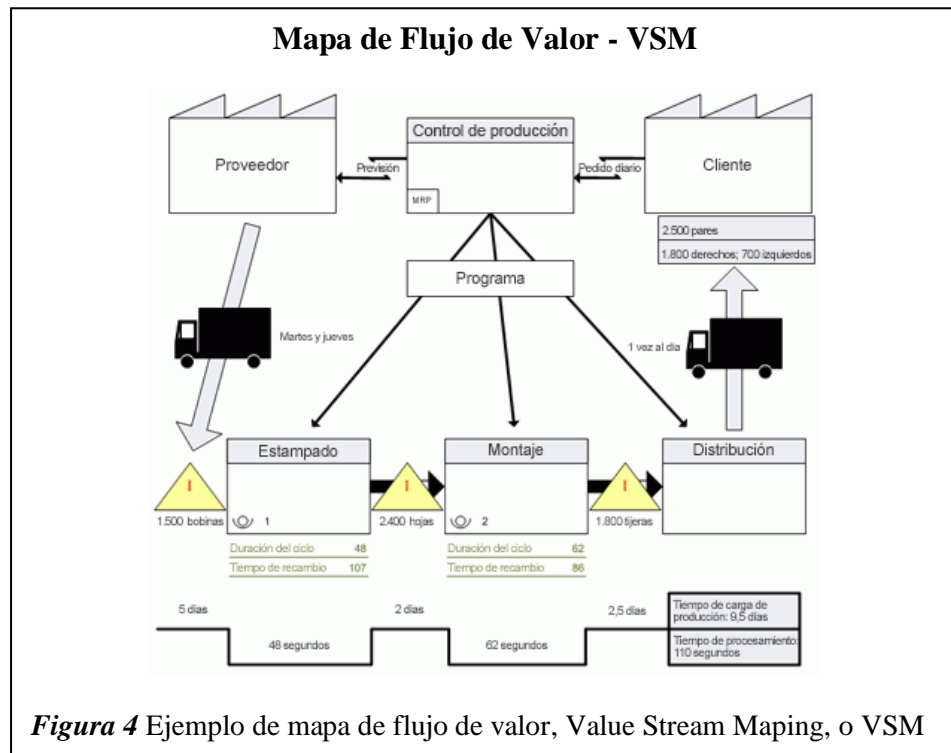 Mapa de Flujo de Valor - VSM
Proveedor
Previsión
Control de producción
MRP
Pedido diario
Cliente
2.500 pares
1.800 derechos; 700 izquierdos
Programa
Martes y jueves
1 vez al día
Estampado
Montaje
Distribución
I
I
I
1.500 bobinas
1
2.400 hojas
2
1.800 tijeras
Duración del ciclo 48
Tiempo de recambio 107
Duración del ciclo 62
Tiempo de recambio 86
5 días
48 segundos
2 días
62 segundos
2,5 días
Tiempo de carga de
producción: 9,5 días
Tiempo de procesamiento:
110 segundos
Figura 4 Ejemplo de mapa de flujo de valor, Value Stream Maping, o VSM